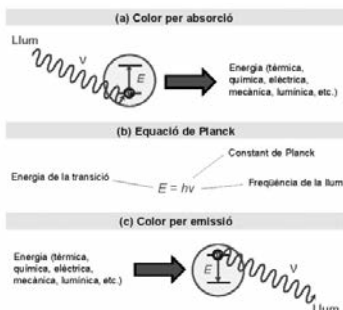 (a) Color per absorció
Llum
ν
E
Energia (tèrmica,
química, elèctrica,
mecànica, lumínica, etc.)
(b) Equació de Planck
Constant de Planck
Energia de la transició
E = hν
Freqüència de la llum
(c) Color per emissió
Energia (tèrmica,
química, elèctrica,
mecànica, lumínica, etc.)
E
ν
Llum